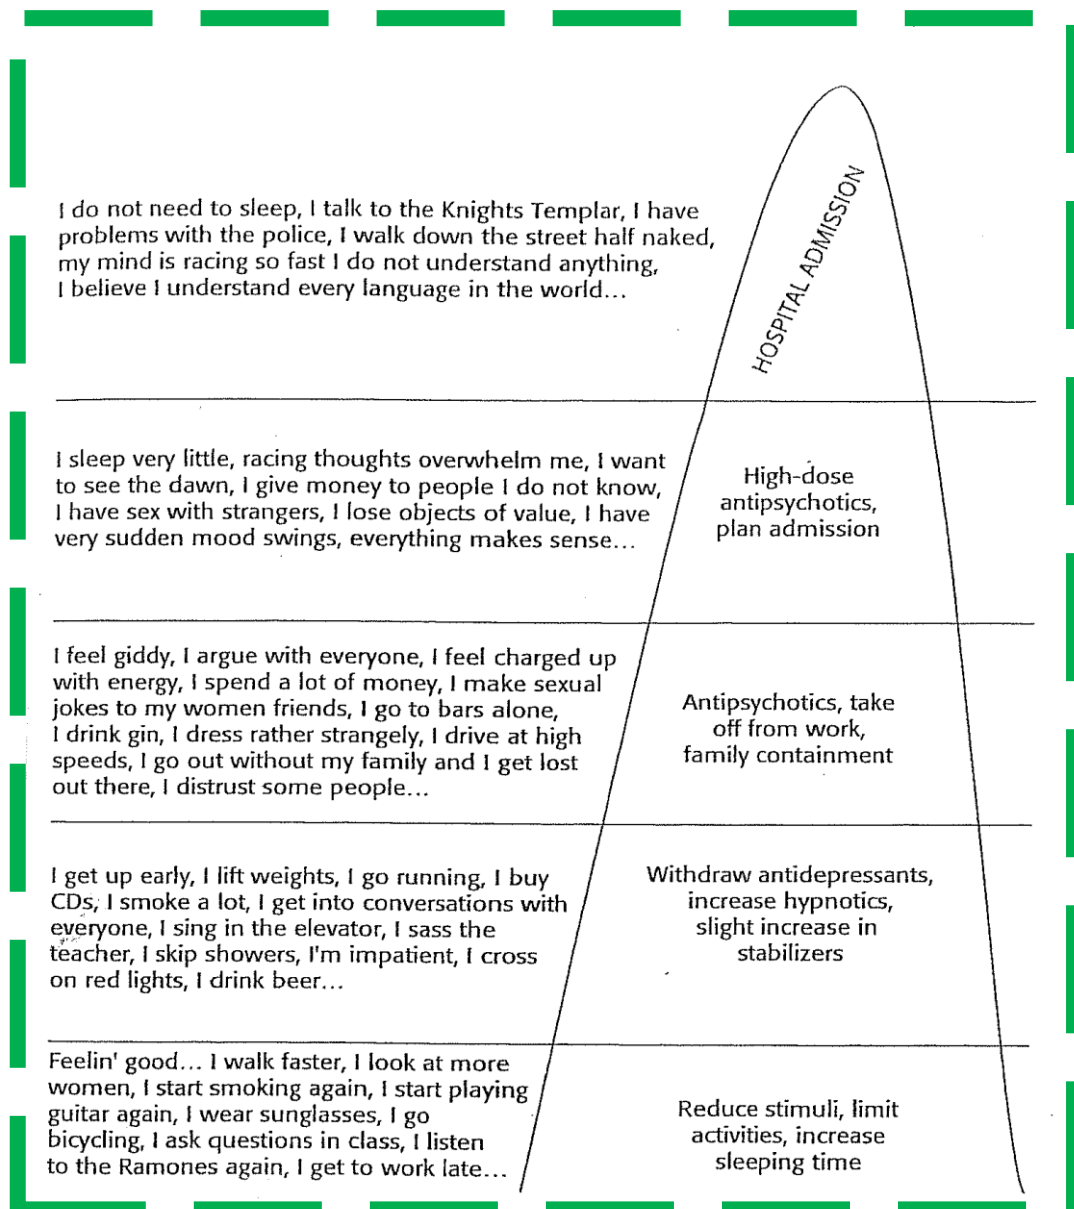 I do not need to sleep, I talk to the Knights Templar, I have
problems with the police, I walk down the street half naked,
my mind is racing so fast I do not understand anything,
I believe I understand every language in the world...
HOSPITAL ADMISSION
I sleep very little, racing thoughts overwhelm me, I want
to see the dawn, I give money to people I do not know,
I have sex with strangers, I lose objects of value, I have
very sudden mood swings, everything makes sense...
High-dose
antipsychotics,
plan admission
I feel giddy, I argue with everyone, I feel charged up
with energy, I spend a lot of money, I make sexual
jokes to my women friends, I go to bars alone,
I drink gin, I dress rather strangely, I drive at high
speeds, I go out without my family and I get lost
out there, I distrust some people...
Antipsychotics, take
off from work,
family containment
I get up early, I lift weights, I go running, I buy
CDs, I smoke a lot, I get into conversations with
everyone, I sing in the elevator, I sass the
teacher, I skip showers, I'm impatient, I cross
on red lights, I drink beer...
Withdraw antidepressants,
increase hypnotics,
slight increase in
stabilizers
Feelin' good... I walk faster, I look at more
women, I start smoking again, I start playing
guitar again, I wear sunglasses, I go
bicycling, I ask questions in class, I listen
to the Ramones again, I get to work late...
Reduce stimuli, limit
activities, increase
sleeping time